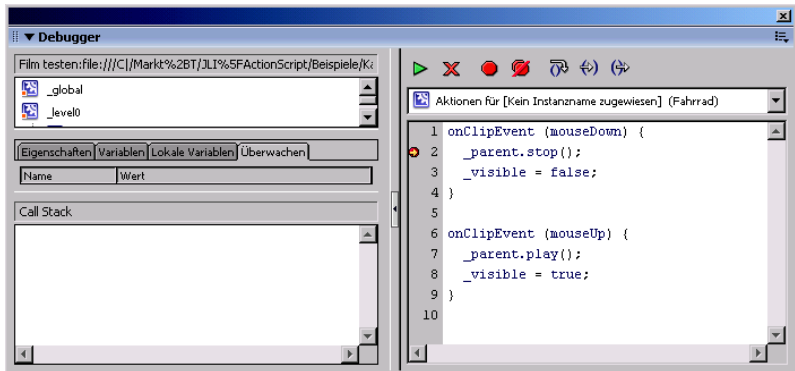 Debugger
Film testen:file:///C|/Markt%2BT/JLI%5FActionScript/Beispiele/Ka
_global
_level0
Eigenschaften Variablen Lokale Variablen Überwachen
Name Wert
Call Stack
Aktionen für [Kein Instanzname zugewiesen] (Fahrrad)
1 onClipEvent (mouseDown) {
2 _parent.stop();
3 _visible = false;
4 }
5
6 onClipEvent (mouseUp) {
7 _parent.play();
8 _visible = true;
9 }
10